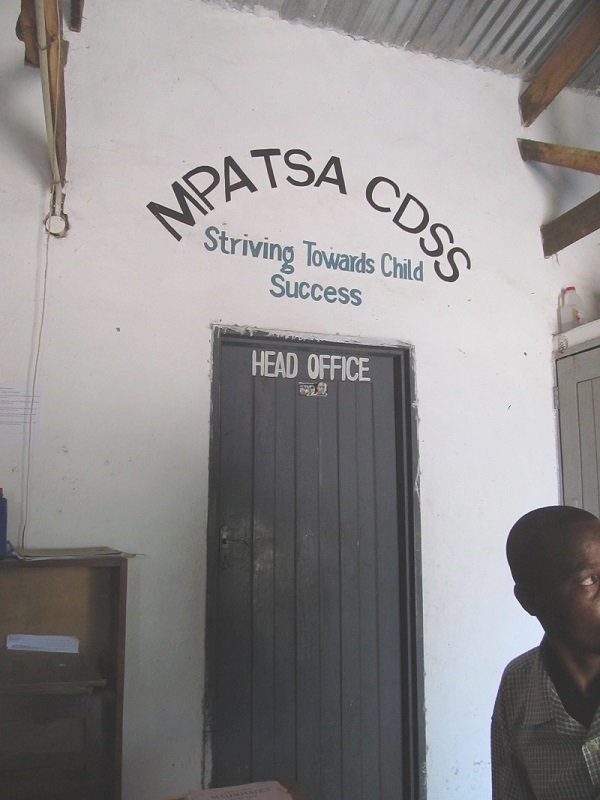 MPATSA CDSS
Striving Towards Child
Success
HEAD OFFICE